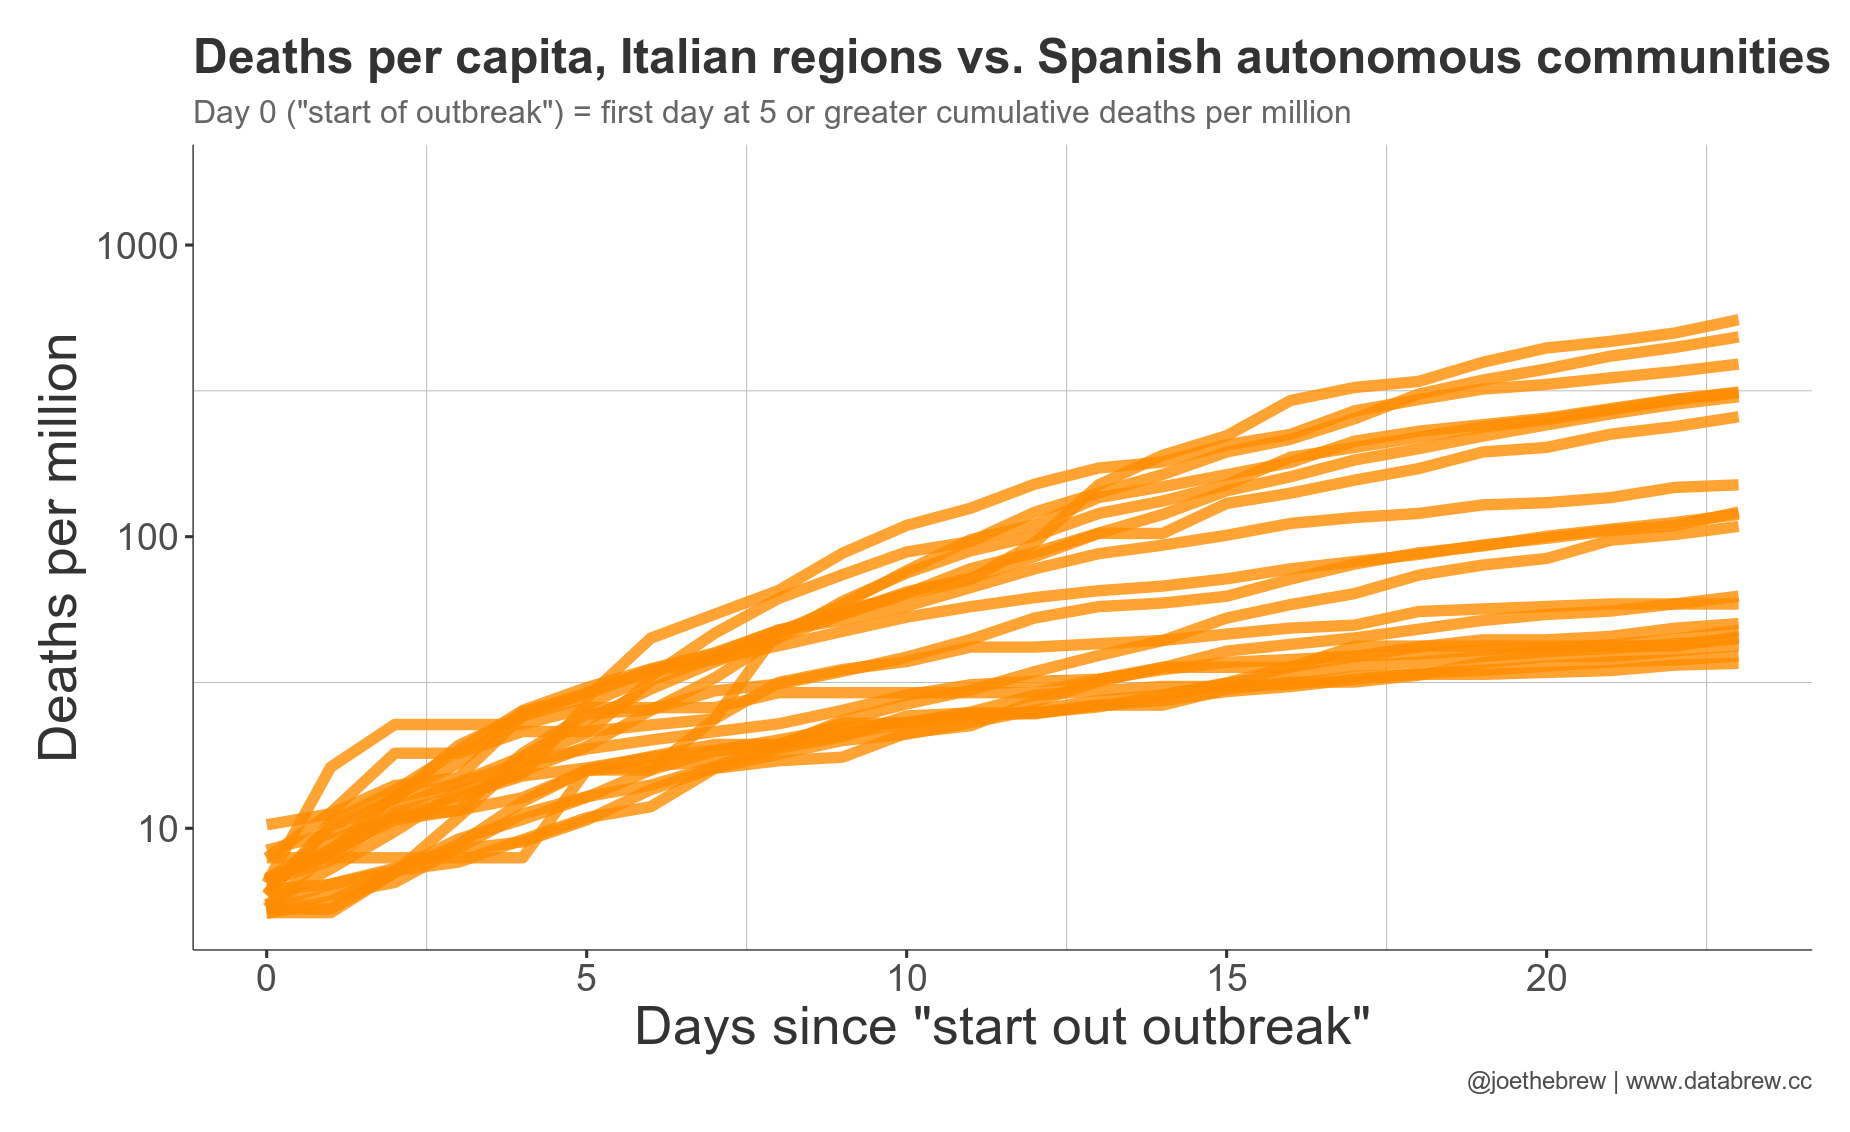 Deaths per capita, Italian regions vs. Spanish autonomous communities
Day 0 ("start of outbreak") = first day at 5 or greater cumulative deaths per million
Deaths per million
1000
100
10
0 5 10 15 20
Days since "start out outbreak"
@joethebrew | www.databrew.cc